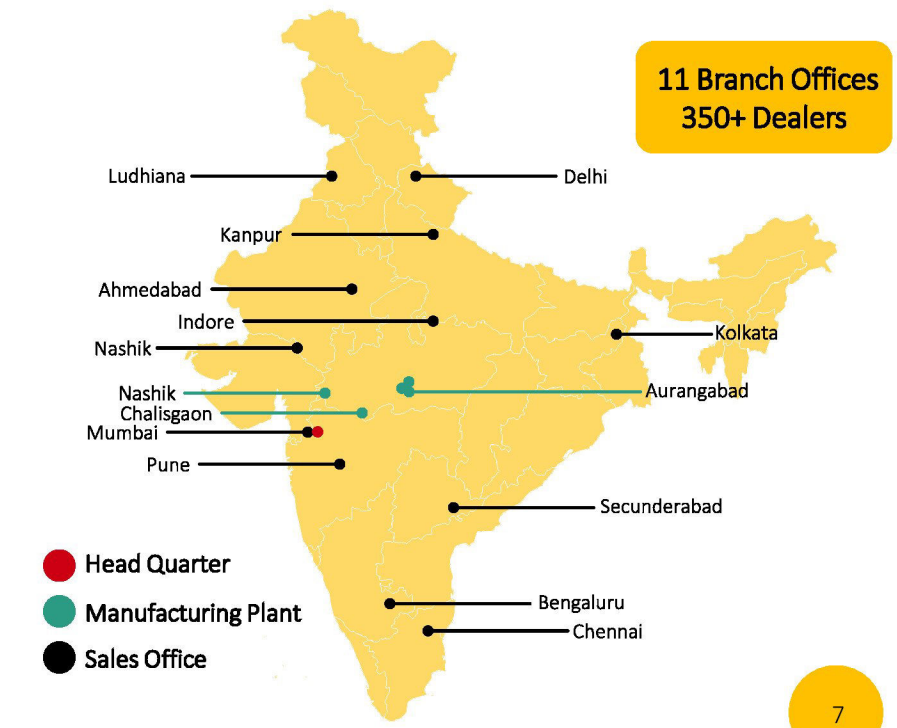 11 Branch Offices
350+ Dealers
Ludhiana
Delhi
Kanpur
Ahmedabad
Indore
Kolkata
Nashik
Nashik
Aurangabad
Chalisgaon
Mumbai
Pune
Secunderabad
Head Quarter
Bengaluru
Manufacturing Plant
Chennai
Sales Office
7